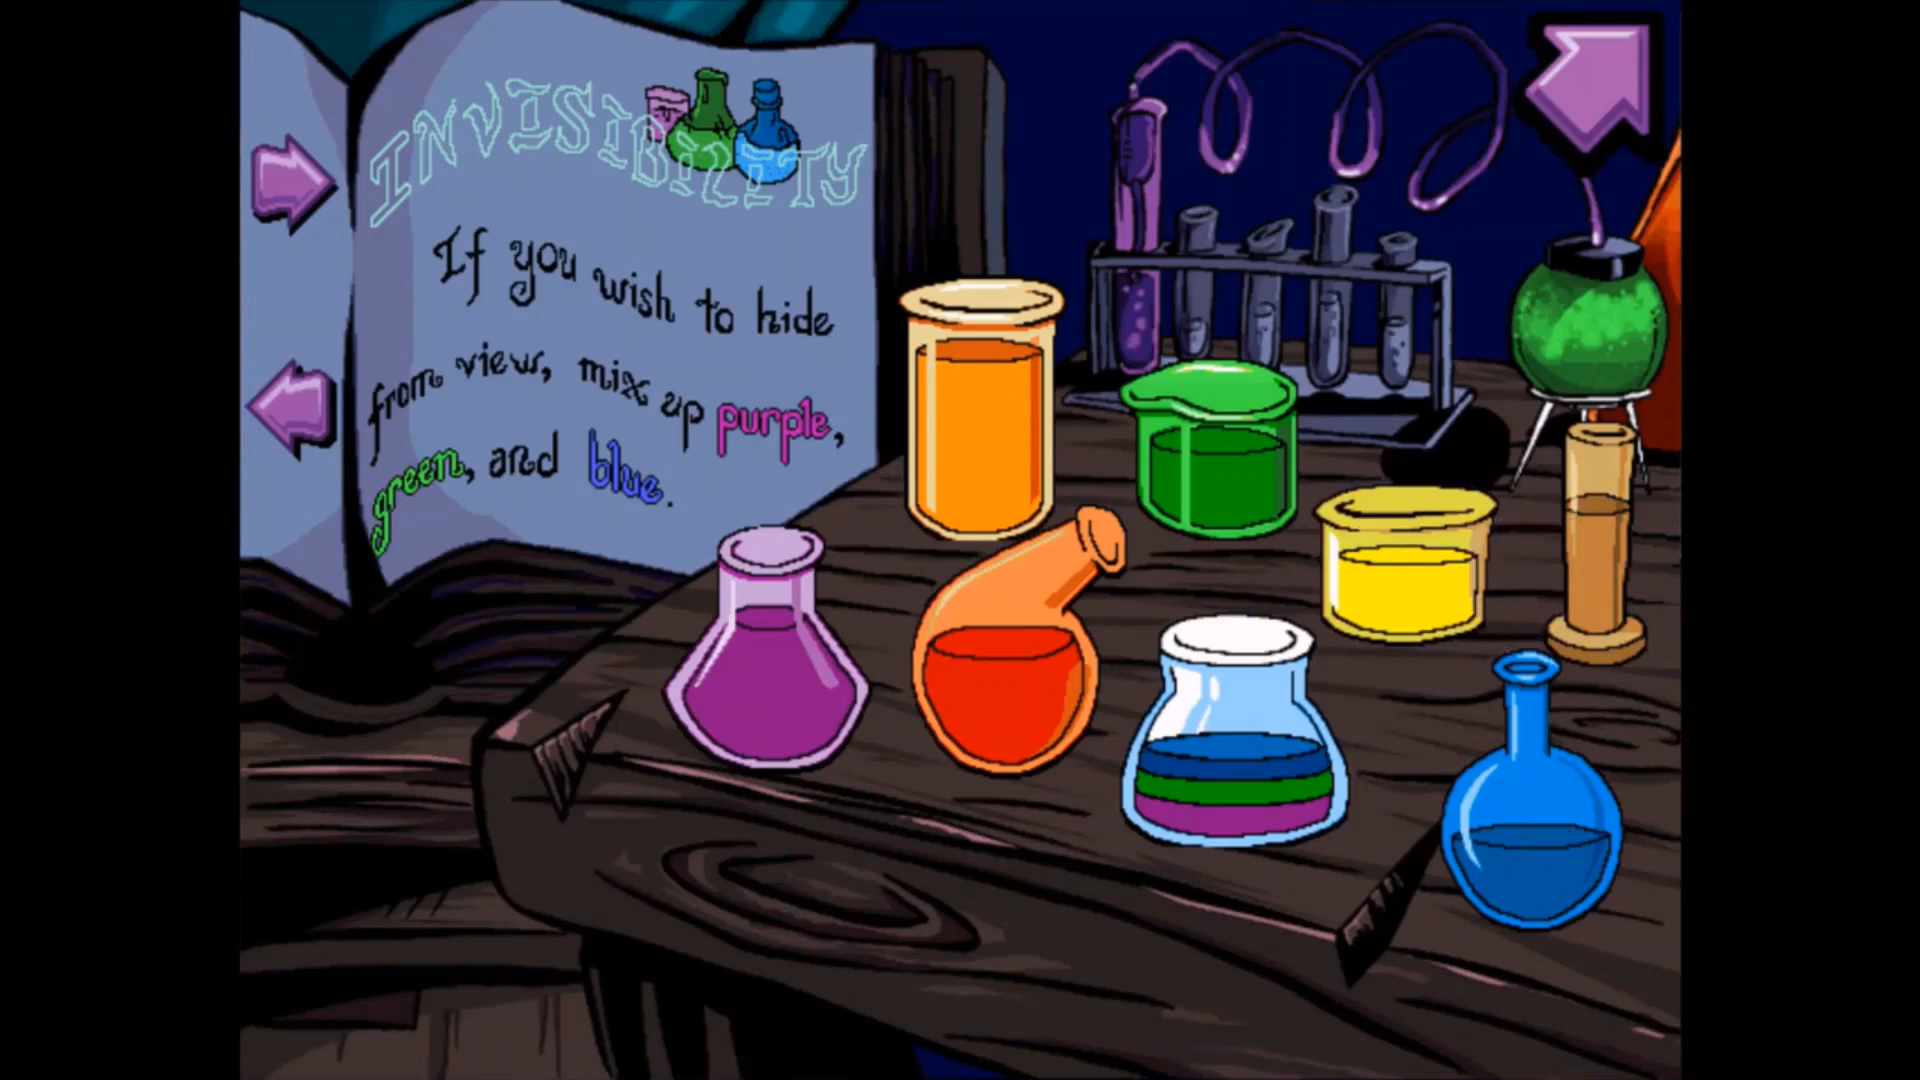 INVISIBILITY
If you wish to hide
from view, mix up purple,
green, and blue.